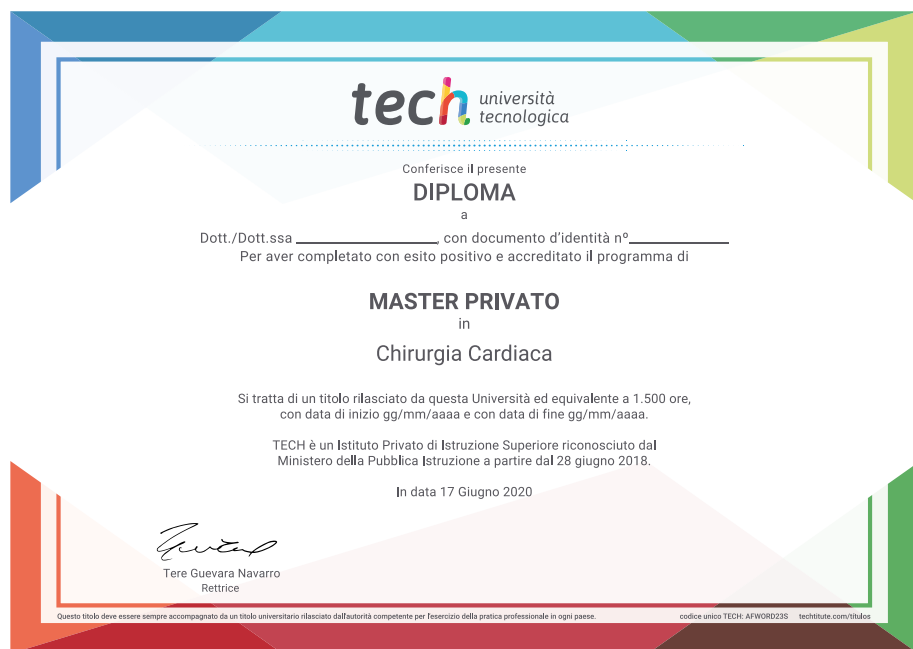 tech università
tecnologica
Conferisce il presente
DIPLOMA
a
Dott./Dott.ssa _________________, con documento d'identità nº____________
Per aver completato con esito positivo e accreditato il programma di
MASTER PRIVATO
in
Chirurgia Cardiaca
Si tratta di un titolo rilasciato da questa Università ed equivalente a 1.500 ore,
con data di inizio gg/mm/aaaa e con data di fine gg/mm/aaaa.
TECH è un Istituto Privato di Istruzione Superiore riconosciuto dal
Ministero della Pubblica Istruzione a partire dal 28 giugno 2018.
In data 17 Giugno 2020
Tere Guevara Navarro
Rettrice
Questo titolo deve essere sempre accompagnato da un titolo universitario rilasciato dall'autorità competente per l'esercizio della pratica professionale in ogni paese.
codice unico TECH: AFWORD23S techtitute.com/titulos